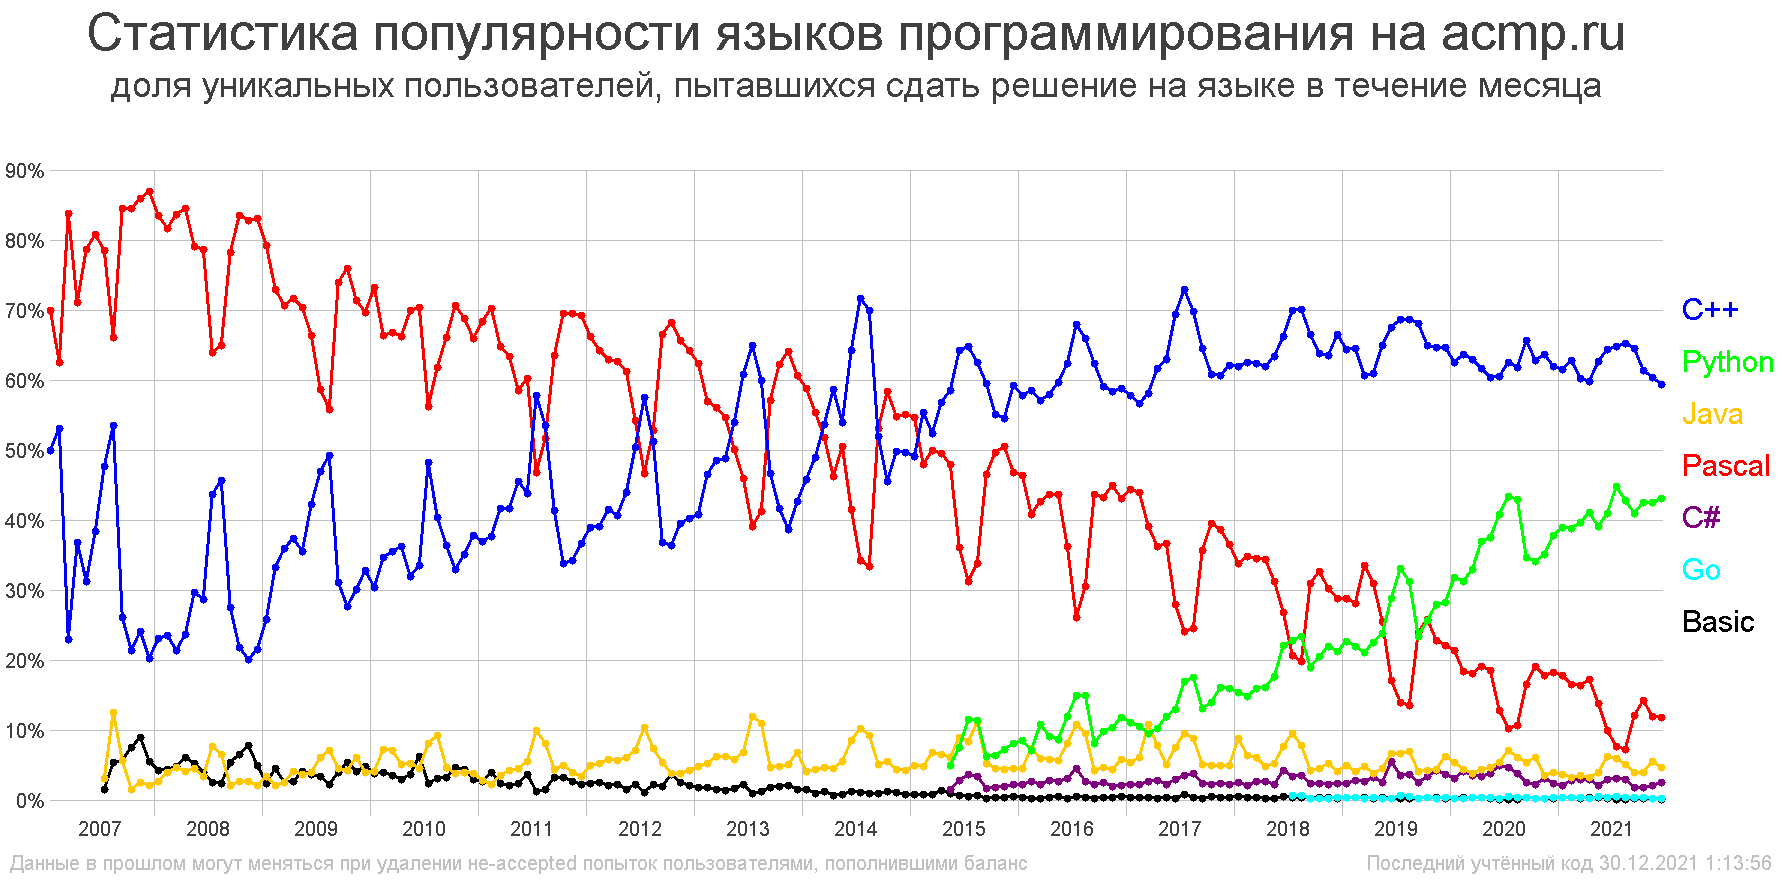 Статистика популярности языков программирования на acmp.ru
доля уникальных пользователей, пытавшихся сдать решение на языке в течение месяца
90%
80%
70%
60%
50%
40%
30%
20%
10%
0%
C++
Python
Java
Pascal
C#
Go
Basic
2007 2008 2009 2010 2011 2012 2013 2014 2015 2016 2017 2018 2019 2020 2021
Данные в прошлом могут меняться при удалении не-accepted попыток пользователями, пополнившими баланс
Последний учтённый код 30.12.2021 1:13:56